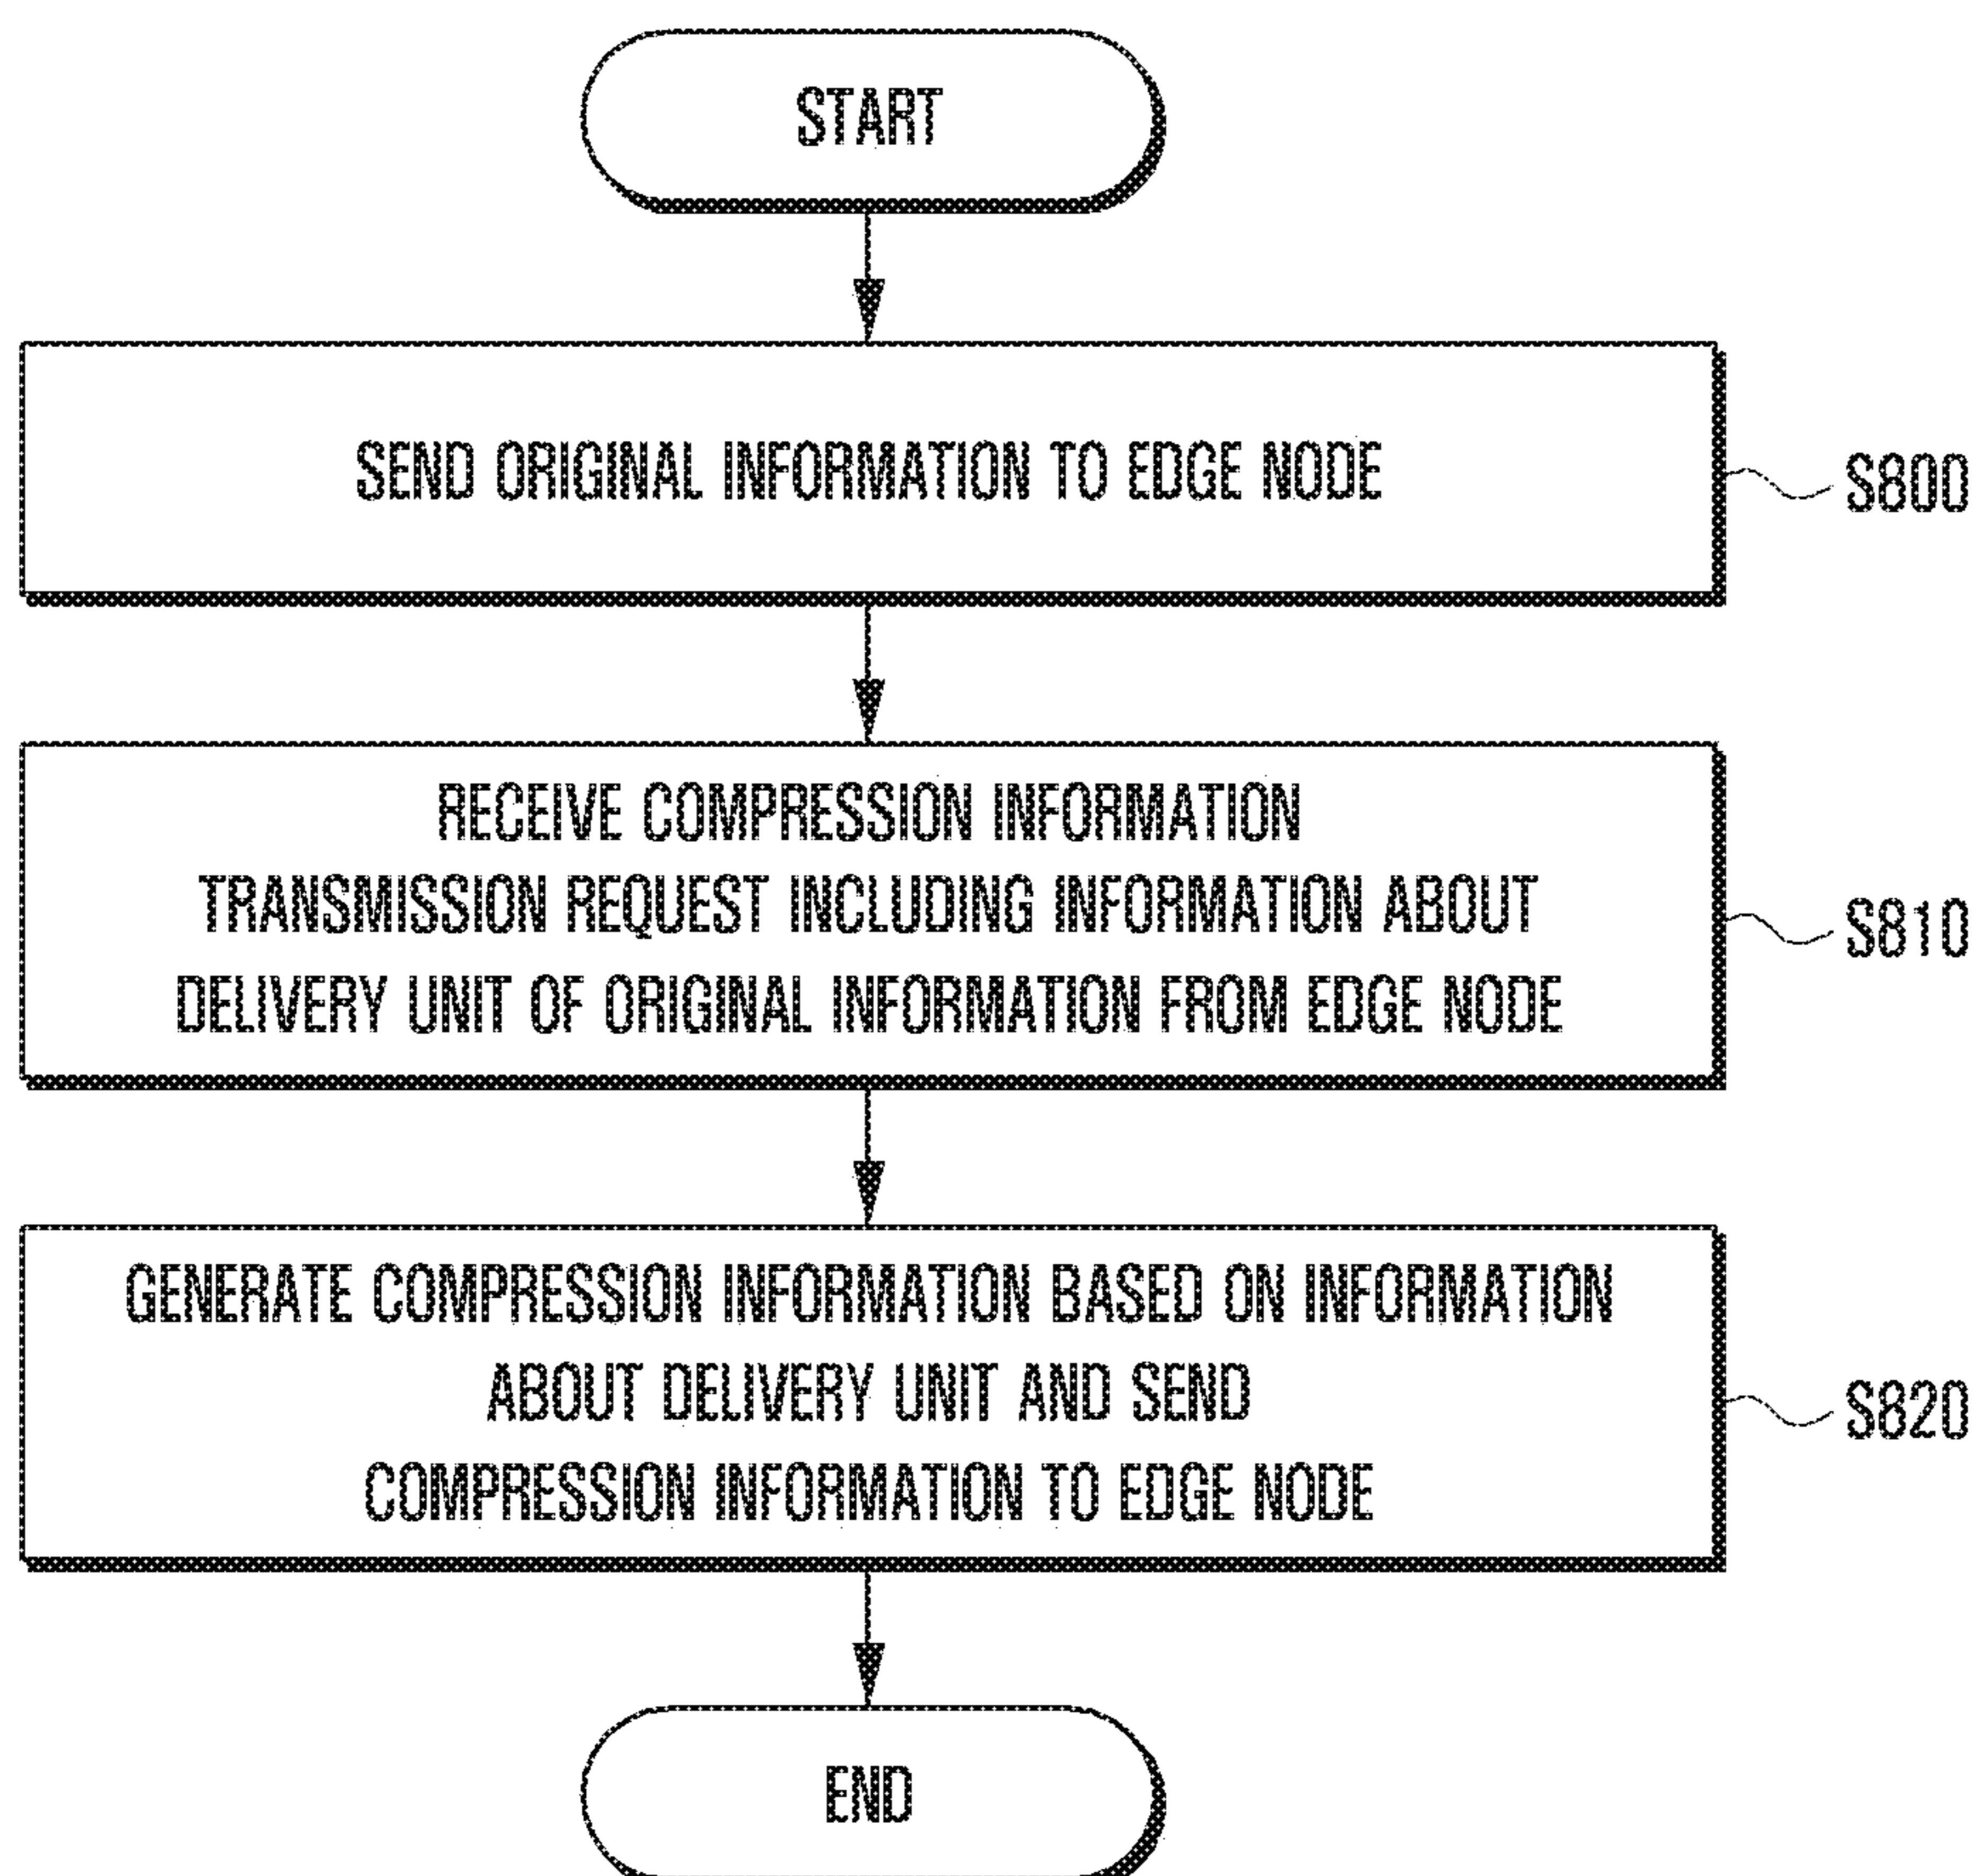 START
SEND ORIGINAL INFORMATION TO EDGE NODE
S800
RECEIVE COMPRESSION INFORMATION
TRANSMISSION REQUEST INCLUDING INFORMATION ABOUT
DELIVERY UNIT OF ORIGINAL INFORMATION FROM EDGE NODE
S810
GENERATE COMPRESSION INFORMATION BASED ON INFORMATION
ABOUT DELIVERY UNIT AND SEND
COMPRESSION INFORMATION TO EDGE NODE
S820
END